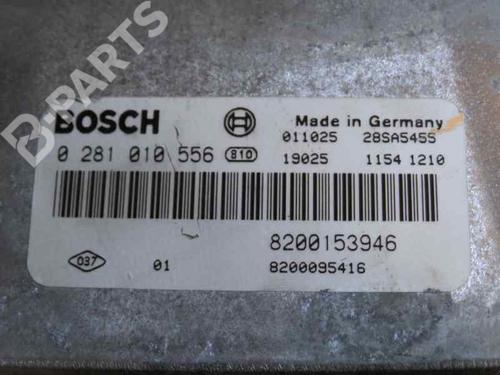 B-PARTS
BOSCH
Made in Germany
011025 28SA5455
0 281 010 556 810 19025 1154 1210
8200153946
037 01 8200095416